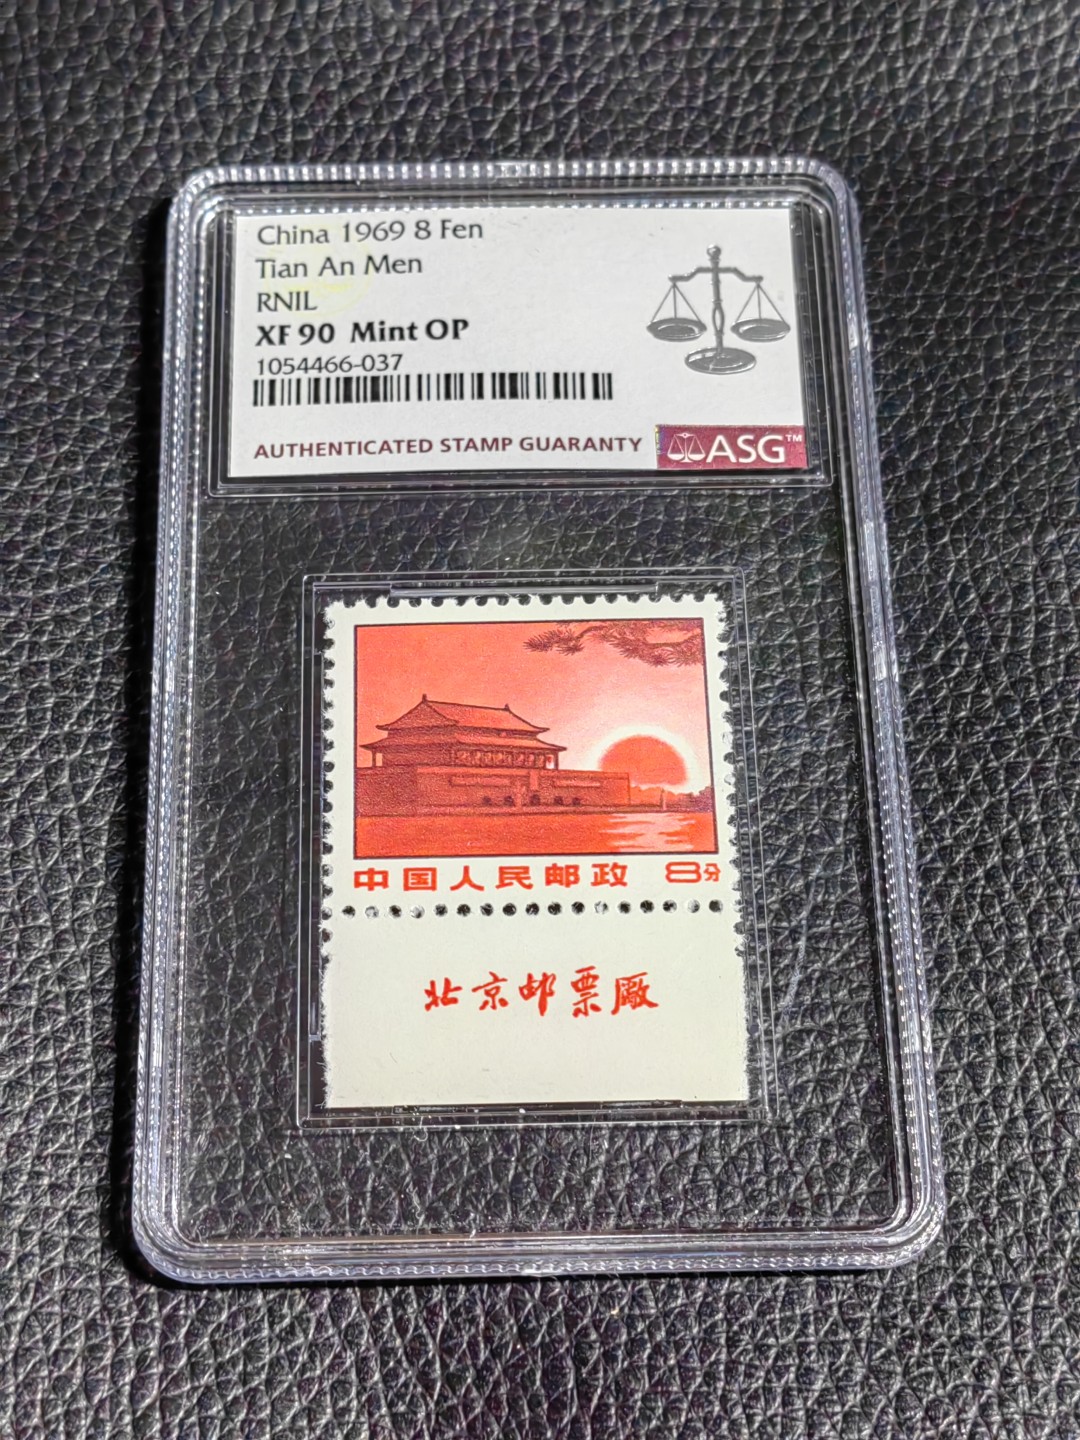 China 1969 8 Fen
Tian An Men
RNIL
XF 90 Mint OP
1054466-037
AUTHENTICATED STAMP GUARANTY
ASG™
中国人民邮政 8分
北京邮票厰